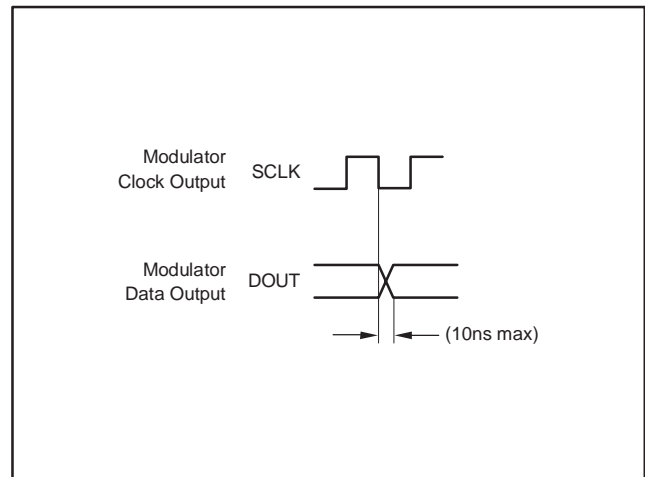 Modulator
Clock Output
SCLK
Modulator
Data Output
DOUT
(10ns max)